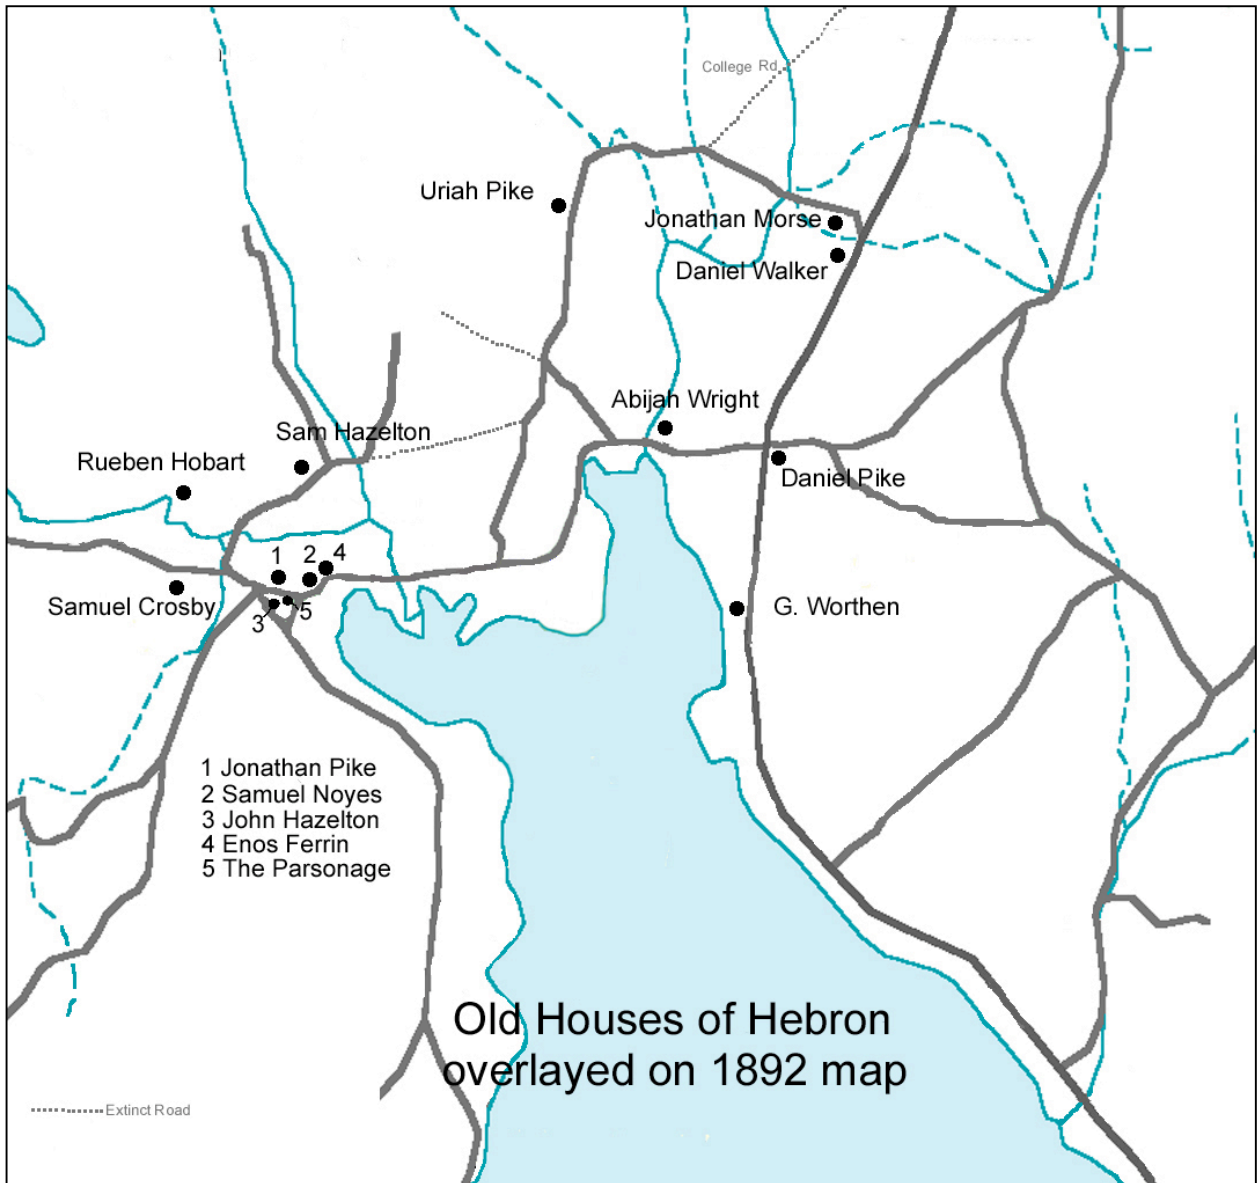 College Rd
Uriah Pike
Jonathan Morse
Daniel Walker
Abijah Wright
Sam Hazelton
Rueben Hobart
Daniel Pike
1
2
4
Samuel Crosby
3
5
G. Worthen
1 Jonathan Pike
2 Samuel Noyes
3 John Hazelton
4 Enos Ferrin
5 The Parsonage
Old Houses of Hebron
overlayed on 1892 map
Extinct Road